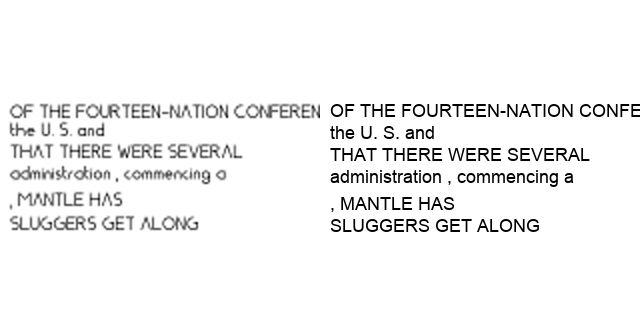 OF THE FOURTEEN-NATION CONFEREN OF THE FOURTEEN-NATION CONFE
the U. S. and the U. S. and
THAT THERE WERE SEVERAL THAT THERE WERE SEVERAL
administration , commencing a administration , commencing a
, MANTLE HAS , MANTLE HAS
SLUGGERS GET ALONG SLUGGERS GET ALONG